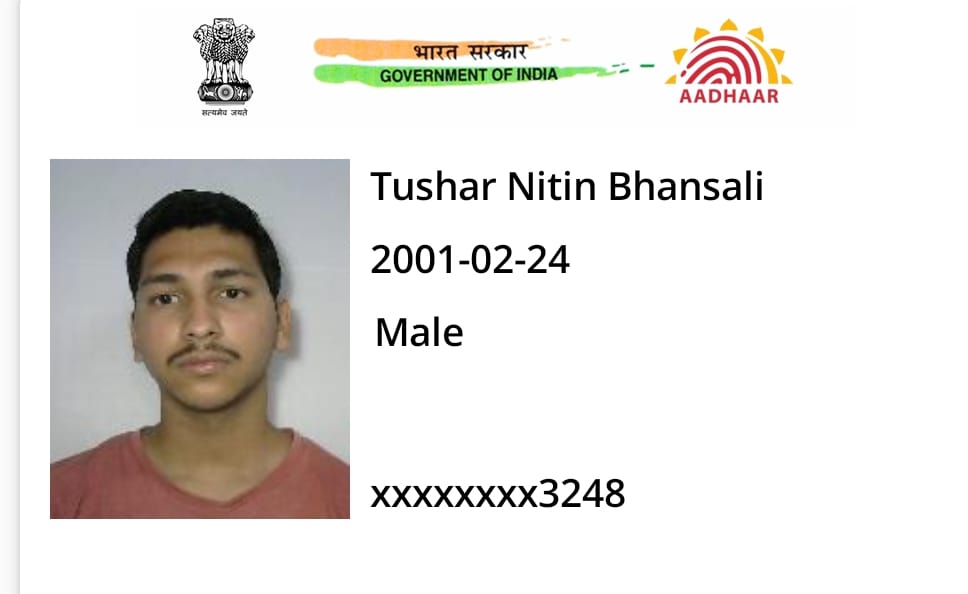 भारत सरकार
GOVERNMENT OF INDIA
AADHAAR
सत्यमेव जयते
Tushar Nitin Bhansali
2001-02-24
Male
xxxxxxxx3248